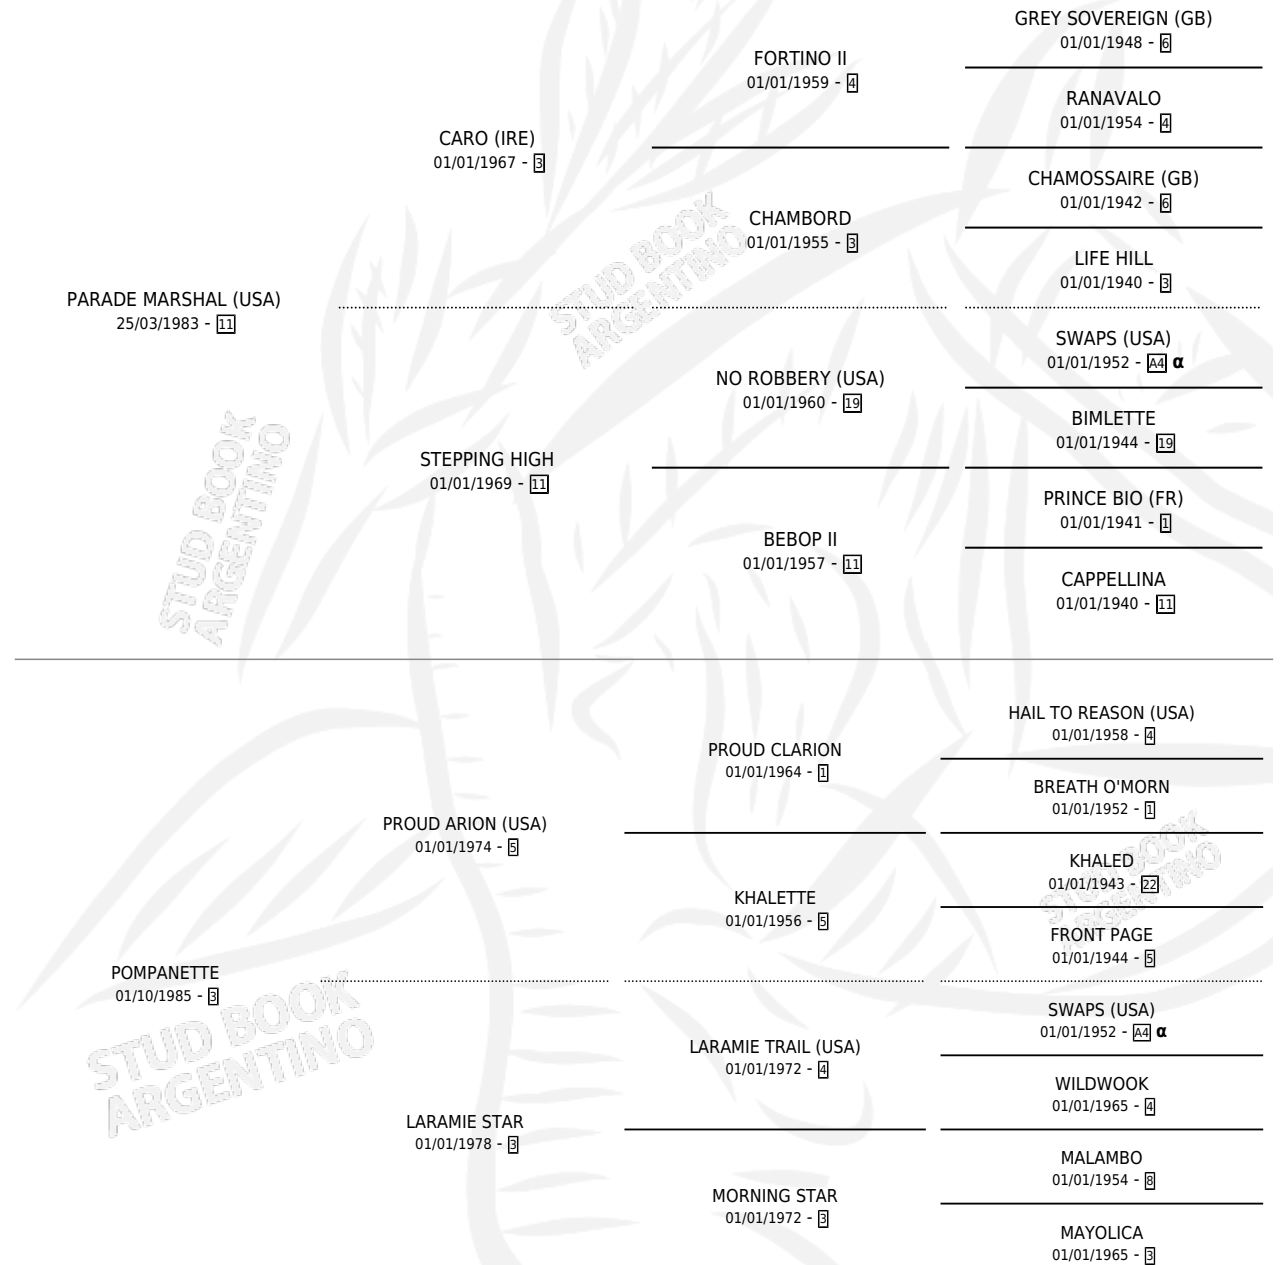 GREY SOVEREIGN (GB)
01/01/1948 - 6
FORTINO II
01/01/1959 - 4
RANAVALO
01/01/1954 - 4
CARO (IRE)
01/01/1967 - 3
CHAMOSSAIRE (GB)
01/01/1942 - 6
CHAMBORD
01/01/1955 - 3
LIFE HILL
01/01/1940 - 3
PARADE MARSHAL (USA)
25/03/1983 - 11
SWAPS (USA)
01/01/1952 - A4 α
NO ROBBERY (USA)
01/01/1960 - 19
BIMLETTE
01/01/1944 - 19
STEPPING HIGH
01/01/1969 - 11
PRINCE BIO (FR)
01/01/1941 - 1
BEBOP II
01/01/1957 - 11
CAPPELLINA
01/01/1940 - 11
HAIL TO REASON (USA)
01/01/1958 - 4
PROUD CLARION
01/01/1964 - 1
BREATH O'MORN
01/01/1952 - 1
PROUD ARION (USA)
01/01/1974 - 5
KHALED
01/01/1943 - 22
KHALETTE
01/01/1956 - 5
FRONT PAGE
01/01/1944 - 5
POMPANETTE
01/10/1985 - 3
SWAPS (USA)
01/01/1952 - A4 α
LARAMIE TRAIL (USA)
01/01/1972 - 4
WILDWOOK
01/01/1965 - 4
LARAMIE STAR
01/01/1978 - 3
MALAMBO
01/01/1954 - 8
MORNING STAR
01/01/1972 - 3
MAYOLICA
01/01/1965 - 3
STUD BOOK
ARGENTINO
STUD BOOK
ARGENTINO
STUD BOOK
ARGENTINO
STUD BOOK
ARGENTINO